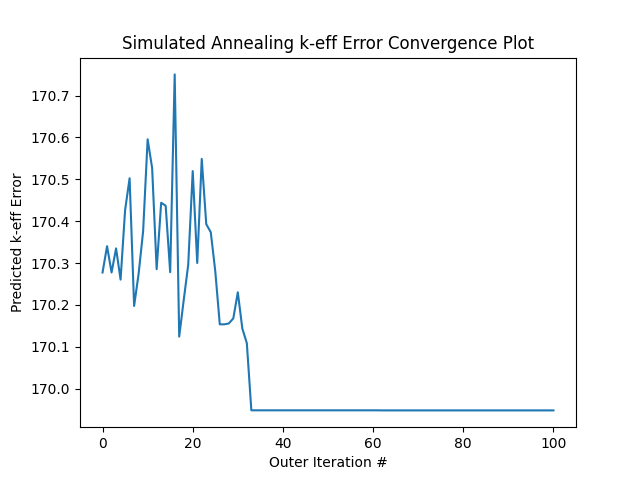 Simulated Annealing k-eff Error Convergence Plot
170.7
170.6
170.5
170.4
170.3
170.2
170.1
170.0
Predicted k-eff Error
0 20 40 60 80 100
Outer Iteration #